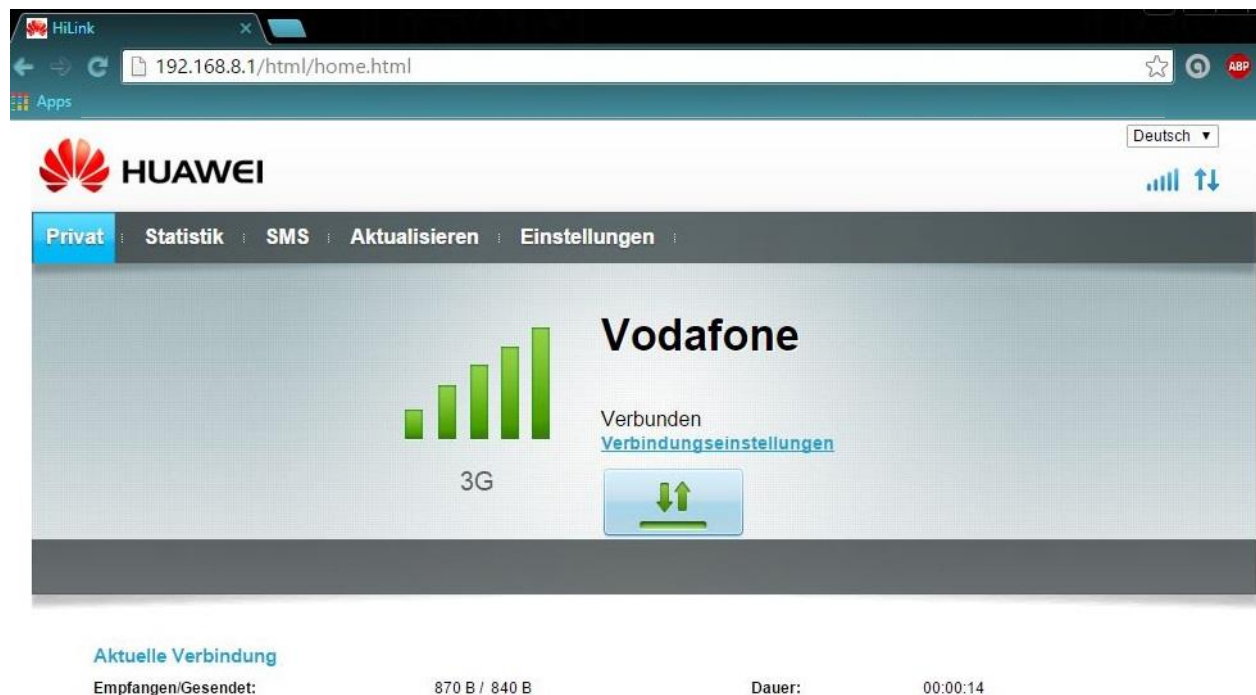 HiLink
192.168.8.1/html/home.html
ABP
Apps
Deutsch
HUAWEI
Privat Statistik SMS Aktualisieren Einstellungen
Vodafone
Verbunden
Verbindungseinstellungen
3G
Aktuelle Verbindung
Empfangen/Gesendet: 870 B / 840 B Dauer: 00:00:14